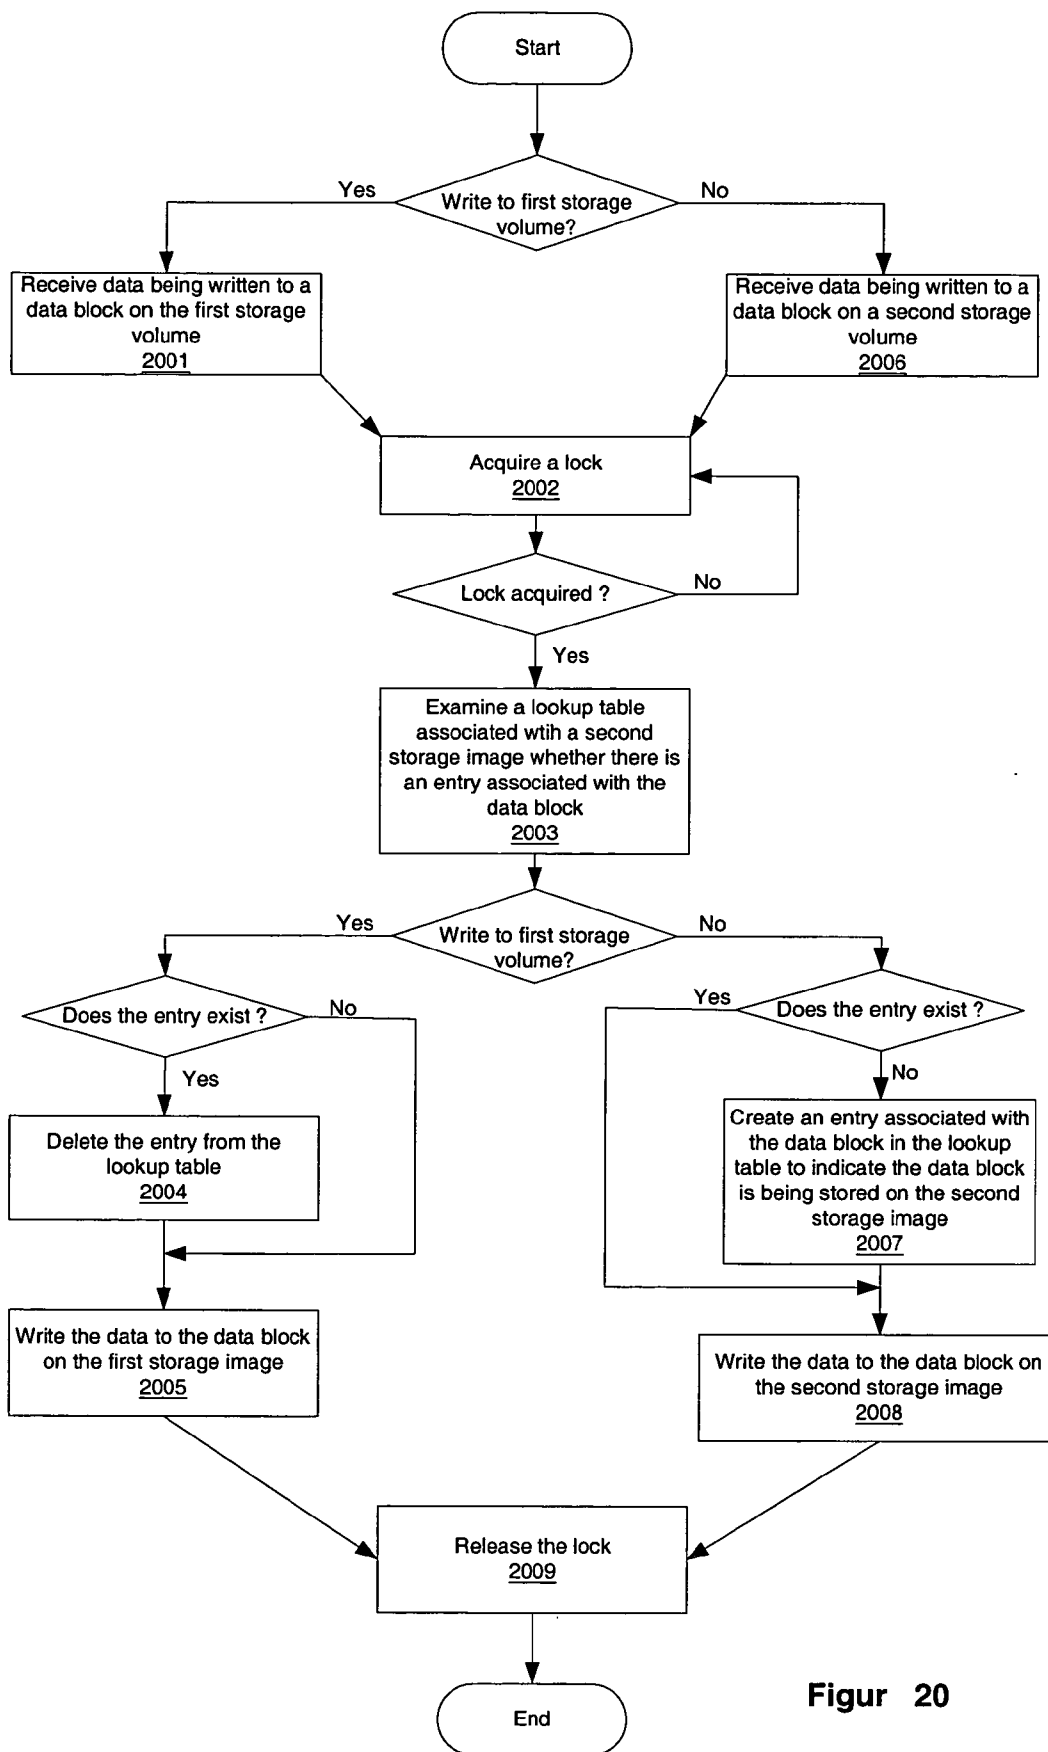 Start
Write to first storage
volume?
Yes
No
Receive data being written to a
data block on the first storage
volume
2001
Receive data being written to a
data block on a second storage
volume
2006
Acquire a lock
2002
Lock acquired ?
No
Yes
Examine a lookup table
associated wtih a second
storage image whether there is
an entry associated with the
data block
2003
Write to first storage
volume?
Yes
No
Does the entry exist ?
No
Yes
Does the entry exist ?
Yes
No
Delete the entry from the
lookup table
2004
Create an entry associated with
the data block in the lookup
table to indicate the data block
is being stored on the second
storage image
2007
Write the data to the data block
on the first storage image
2005
Write the data to the data block on
the second storage image
2008
Release the lock
2009
End
Figur 20